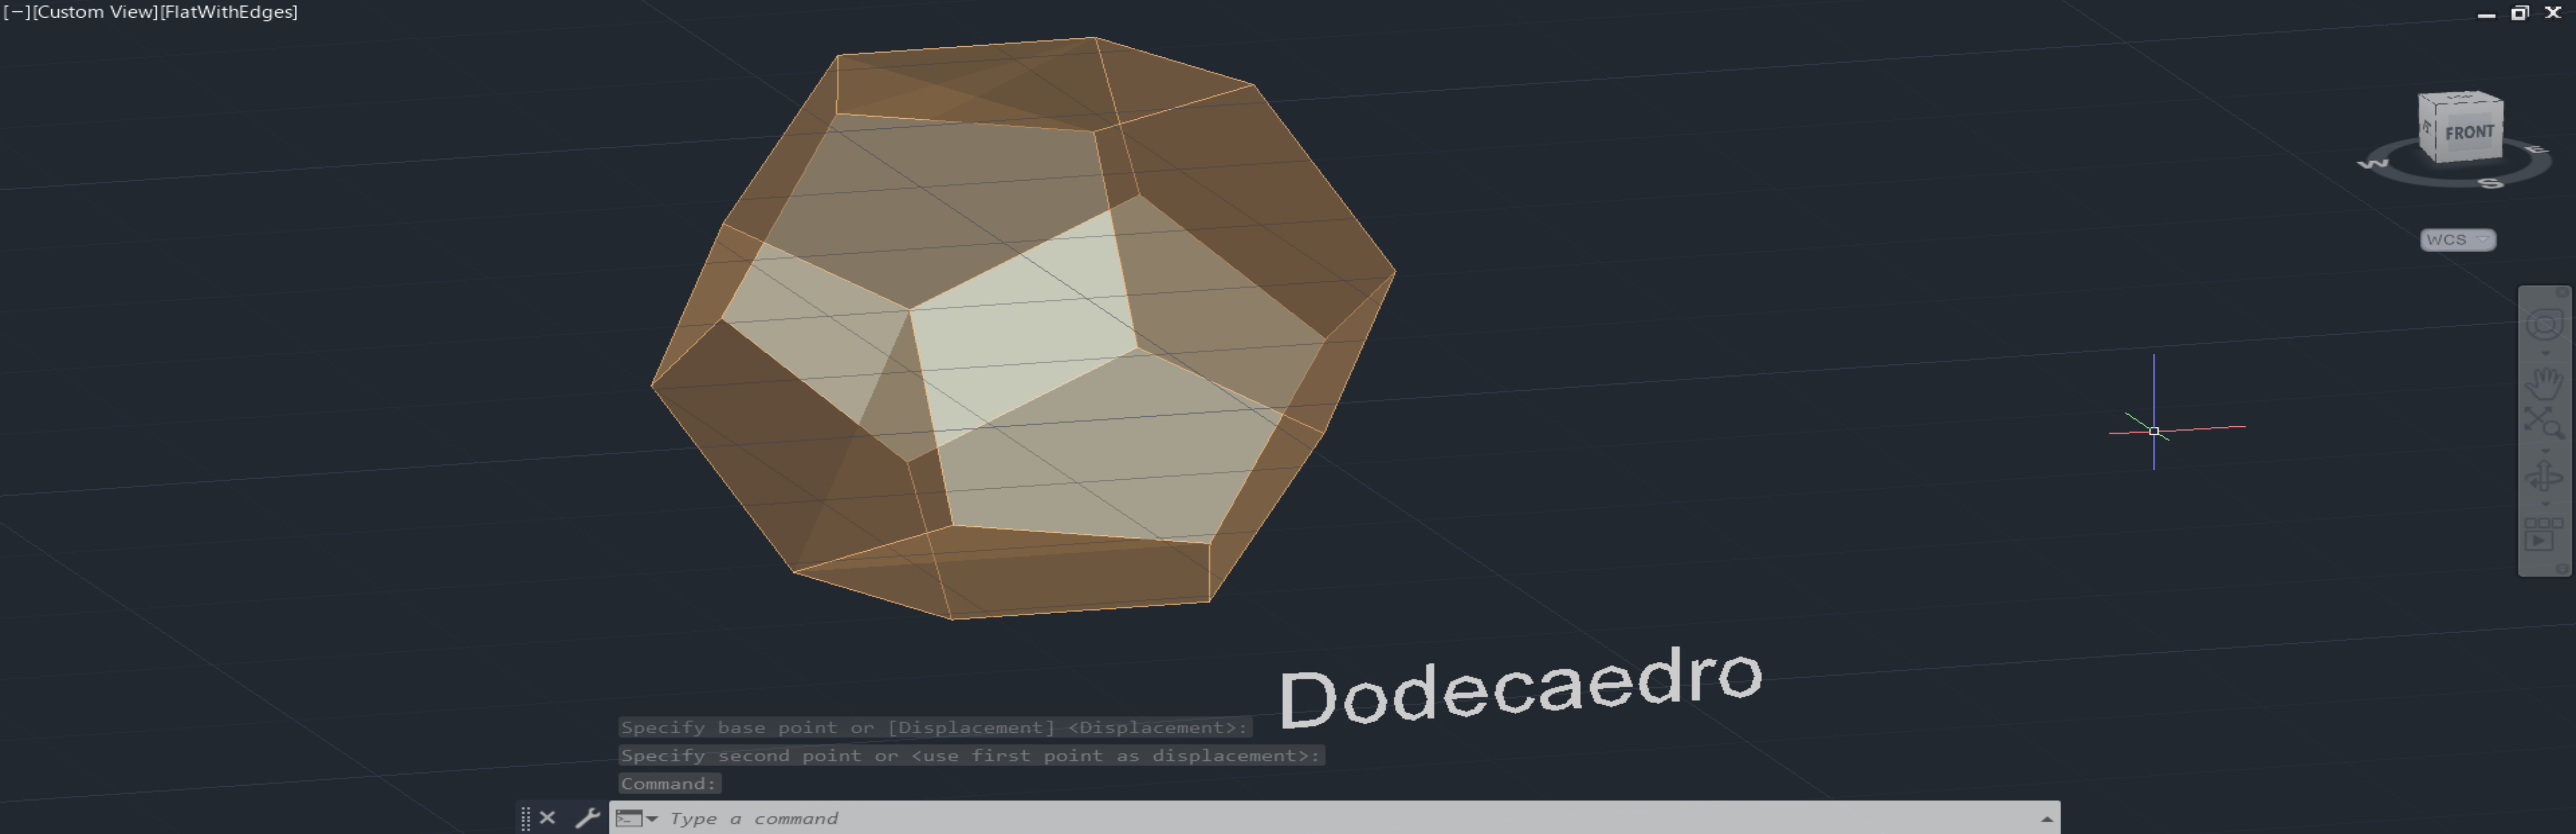 [−][Custom View][FlatWithEdges]
FRONT
W
S
E
WCS
Dodecaedro
Specify base point or [Displacement] <Displacement>:
Specify second point or <use first point as displacement>:
Command:
Type a command